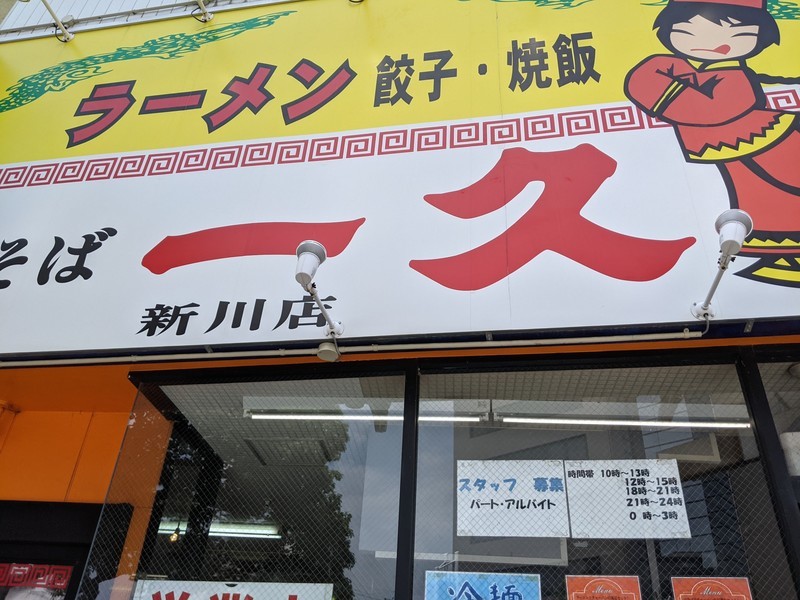 ラーメン 餃子・焼飯
そば 一久
新川店
スタッフ 募集
パート・アルバイト
時間帯 10時～13時
12時～15時
18時～21時
21時～24時
0 時～3時
冷麺
Menu
Menu